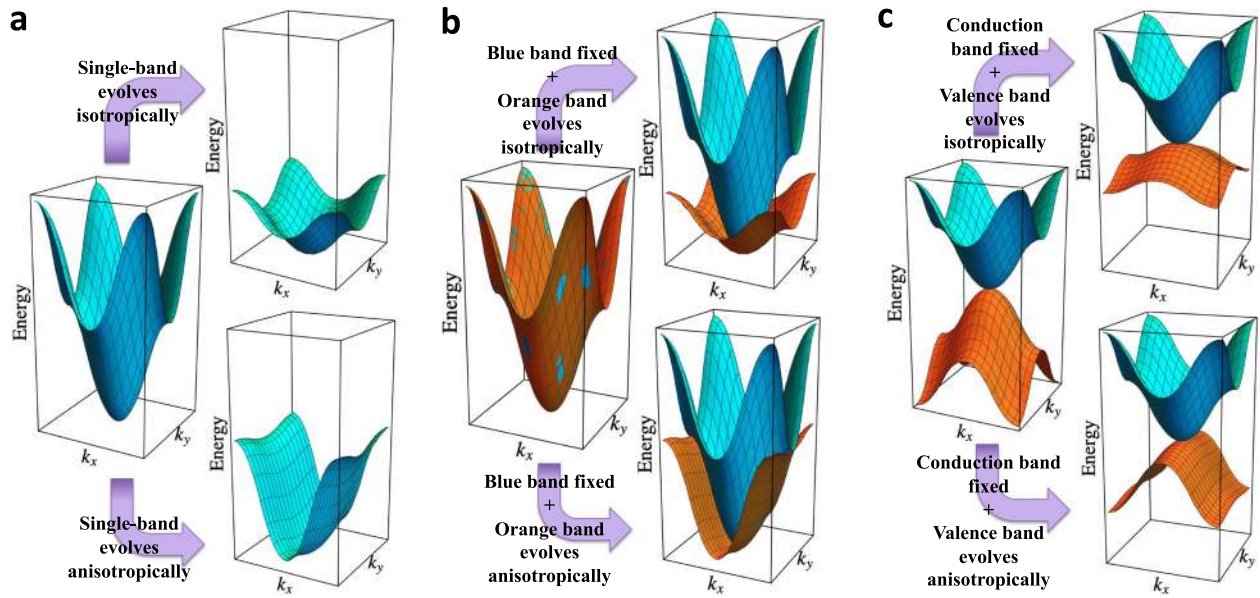 a
Single-band
evolves
isotropically
Energy
k_x
k_y
Energy
k_x
k_y
Single-band
evolves
anisotropically
Energy
k_x
k_y
b
Blue band fixed
+
Orange band
evolves
isotropically
Energy
k_x
k_y
Energy
k_x
k_y
Blue band fixed
+
Orange band
evolves
anisotropically
Energy
k_x
k_y
c
Conduction
band fixed
+
Valence band
evolves
isotropically
Energy
k_x
k_y
Energy
k_x
k_y
Conduction band
fixed
+
Valence band
evolves
anisotropically
Energy
k_x
k_y